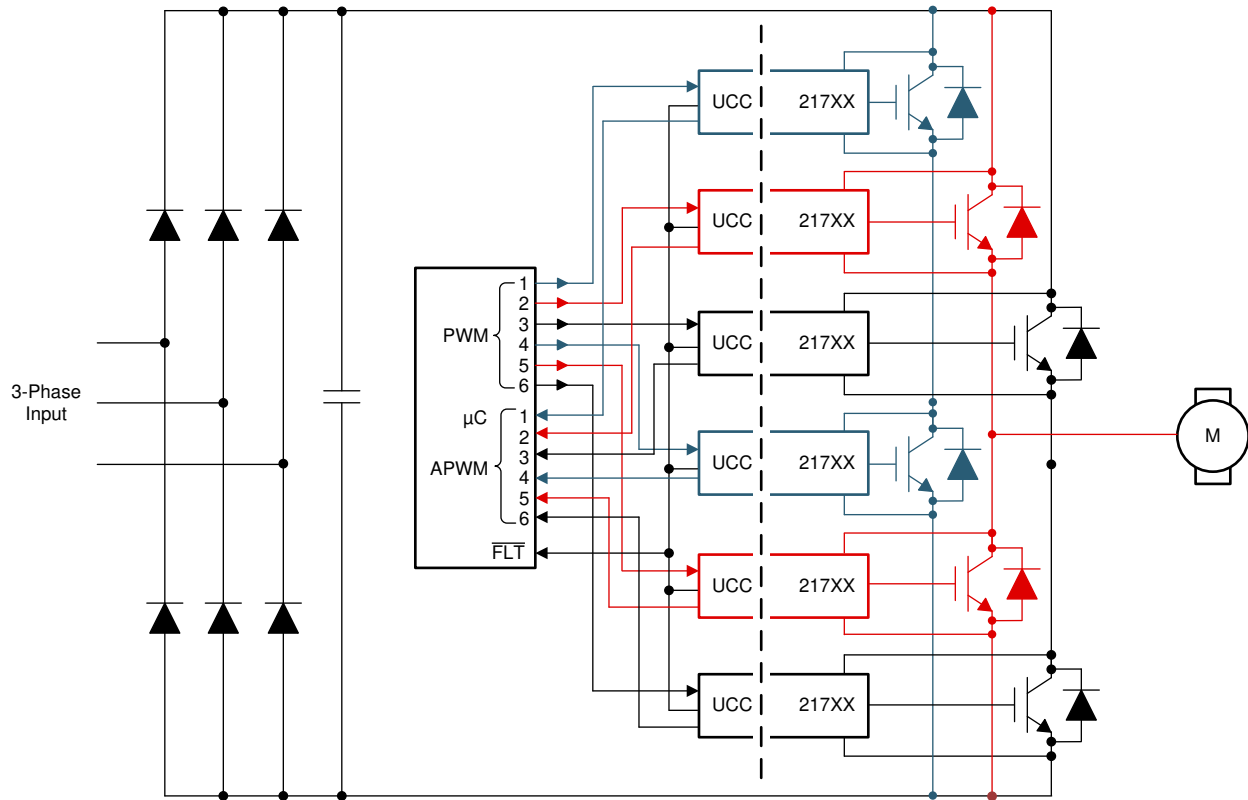 UCC 217XX
UCC 217XX
UCC 217XX
UCC 217XX
UCC 217XX
UCC 217XX
3-Phase
Input
PWM
1
2
3
4
5
6
µC
APWM
1
2
3
4
5
6
FLT
M